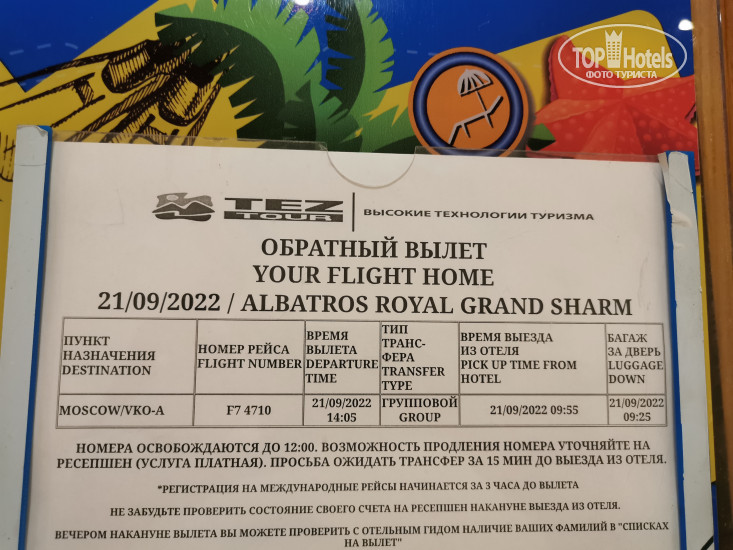 TOP Hotels
ФОТО ТУРИСТА
TEZ
TOUR
ВЫСОКИЕ ТЕХНОЛОГИИ ТУРИЗМА
ОБРАТНЫЙ ВЫЛЕТ
YOUR FLIGHT HOME
21/09/2022 / ALBATROS ROYAL GRAND SHARM
ПУНКТ
НАЗНАЧЕНИЯ
DESTINATION
НОМЕР РЕЙСА
FLIGHT NUMBER
ВРЕМЯ
ВЫЛЕТА
DEPARTURE
TIME
ТИП
ТРАНС-
ФЕРА
TRANSFER
TYPE
ВРЕМЯ ВЫЕЗДА
ИЗ ОТЕЛЯ
PICK UP TIME FROM
HOTEL
БАГАЖ
ЗА ДВЕРЬ
LUGGAGE
DOWN
MOSCOW/VKO-A
F7 4710
21/09/2022
14:05
ГРУППОВОЙ
GROUP
21/09/2022 09:55
21/09/2022
09:25
НОМЕРА ОСВОБОЖДАЮТСЯ ДО 12:00. ВОЗМОЖНОСТЬ ПРОДЛЕНИЯ НОМЕРА УТОЧНЯЙТЕ НА
РЕСЕПШЕН (УСЛУГА ПЛАТНАЯ). ПРОСЬБА ОЖИДАТЬ ТРАНСФЕР ЗА 15 МИН ДО ВЫЕЗДА ИЗ ОТЕЛЯ.
*РЕГИСТРАЦИЯ НА МЕЖДУНАРОДНЫЕ РЕЙСЫ НАЧИНАЕТСЯ ЗА 3 ЧАСА ДО ВЫЛЕТА
НЕ ЗАБУДЬТЕ ПРОВЕРИТЬ СОСТОЯНИЕ СВОЕГО СЧЕТА НА РЕСЕПШЕН НАКАНУНЕ ВЫЕЗДА ИЗ ОТЕЛЯ.
ВЕЧЕРОМ НАКАНУНЕ ВЫЛЕТА ВЫ МОЖЕТЕ ПРОВЕРИТЬ С ОТЕЛЬНЫМ ГИДОМ НАЛИЧИЕ ВАШИХ ФАМИЛИЙ В "СПИСКАХ
НА ВЫЛЕТ"